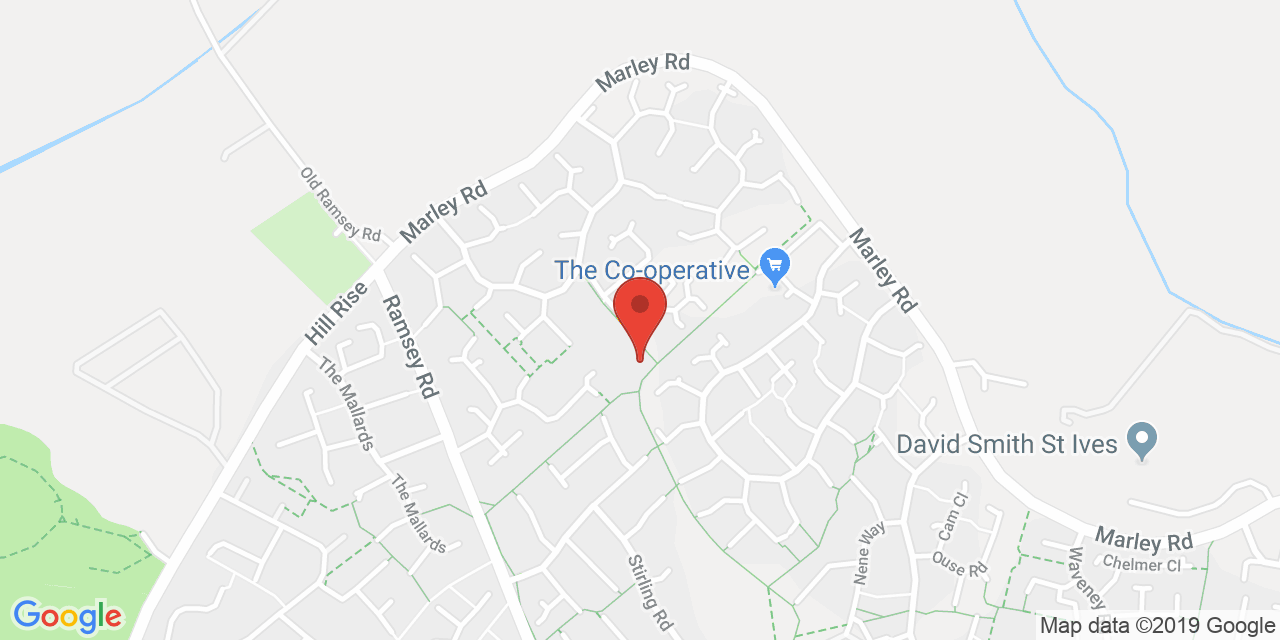 Marley Rd
Old Ramsey Rd
Marley Rd
Marley Rd
The Co-operative
Hill Rise
Ramsey Rd
The Mallards
David Smith St Ives
The Mallards
Cam Cl
Nene Way
Ouse Rd
Marley Rd
Chelmer Cl
Waveney
Stirling Rd
Google
Map data ©2019 Google